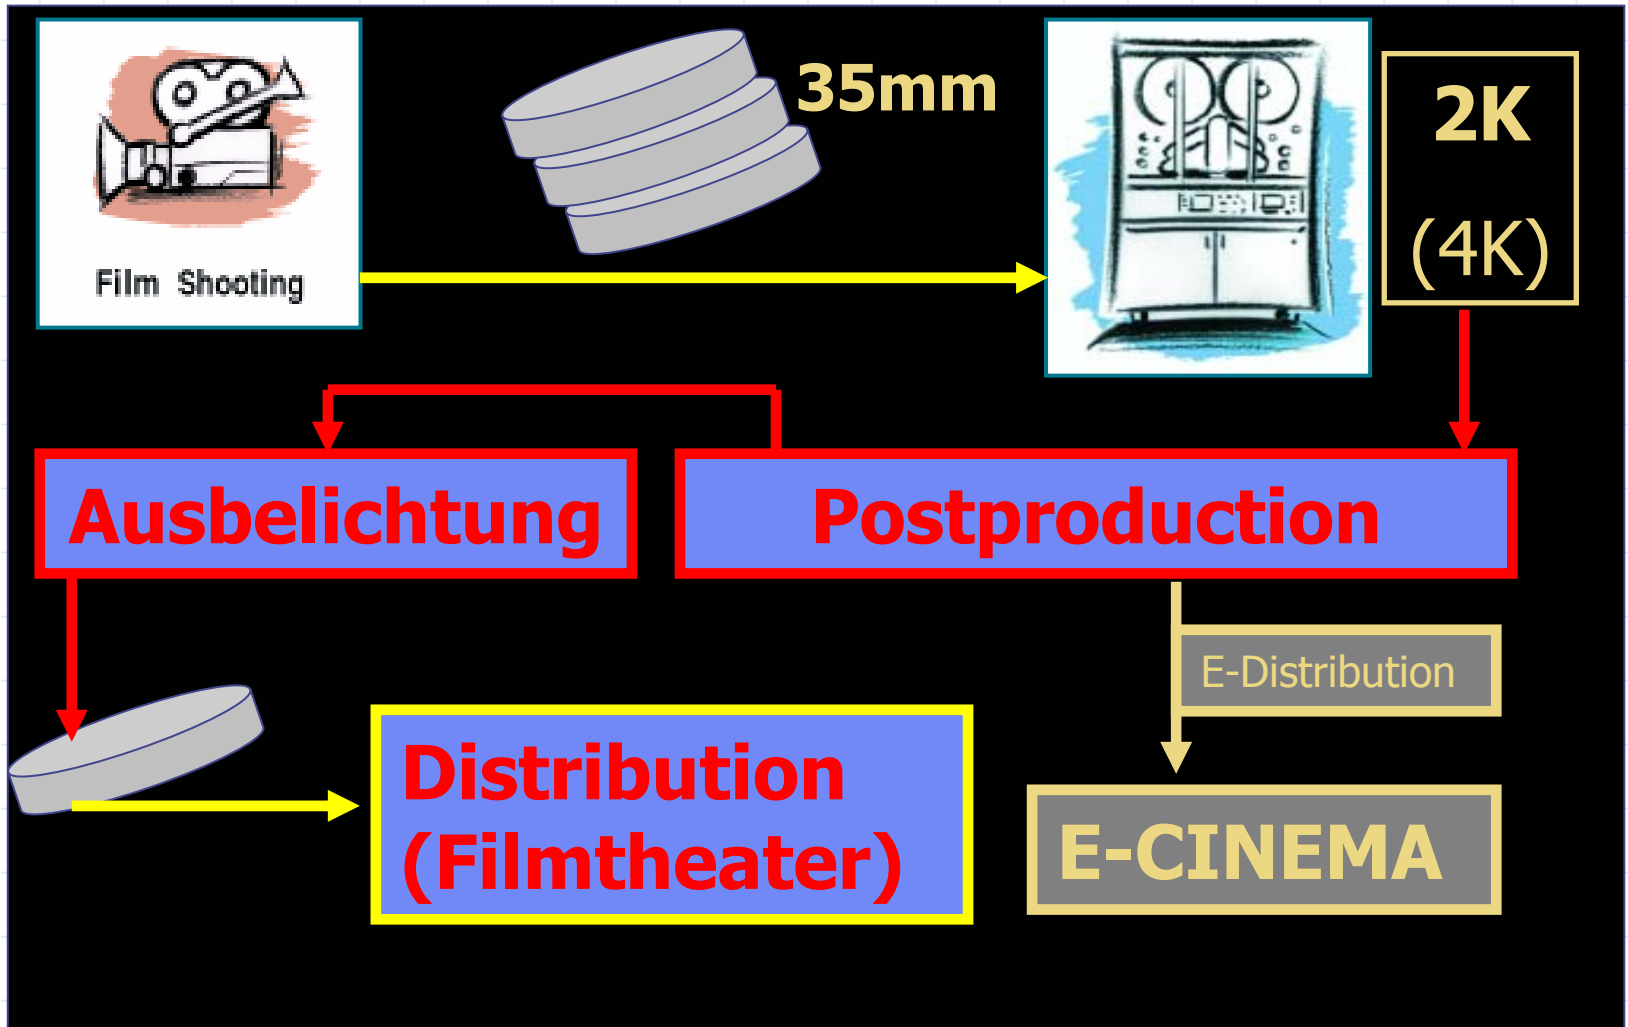 Film Shooting
35mm
2K
(4K)
Ausbelichtung
Postproduction
E-Distribution
Distribution
(Filmtheater)
E-CINEMA